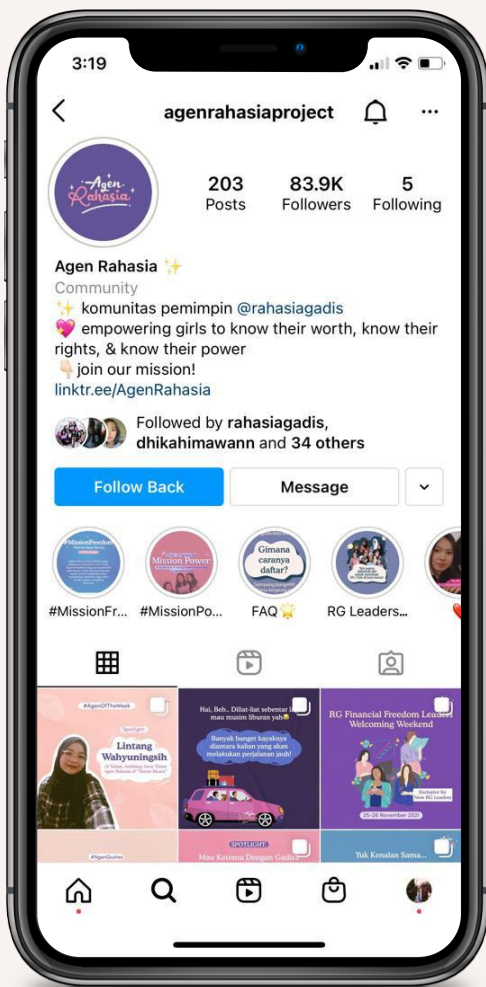 3:19
agenrahasiaproject
Agen
Rahasia
203
83.9K
5
Posts
Followers
Following
Agen Rahasia ✨
Community
✨ komunitas pemimpin @rahasiagadis
💖 empowering girls to know their worth, know their
rights, & know their power
👇🏻 join our mission!
linktr.ee/AgenRahasia
Followed by rahasiagadis,
dhikahimawann and 34 others
Follow Back
Message
#MissionFreedom
Mission Power:
Gimana
caranya
daftar?
#MissionFr...
#MissionPo...
FAQ 🌟
RG Leaders...
#AgenOfTheWeek
Spotlight
Lintang
Wahyuningsih
Hai, Beb.. Diliat-liat sebentar
mau musim liburan yah😄
Banyak banget kayaknya
diantara kalian yang akan
melakukan perjalanan jauh!
RG Financial Freedom Leaders
Welcoming Weekend
Exclusive for
New RG Leaders
25-26 November 2021
#AgenQuotes
SPOTLIGHT:
Mau Ketemu Dengan Gadis
Yuk Kenalan Sama...